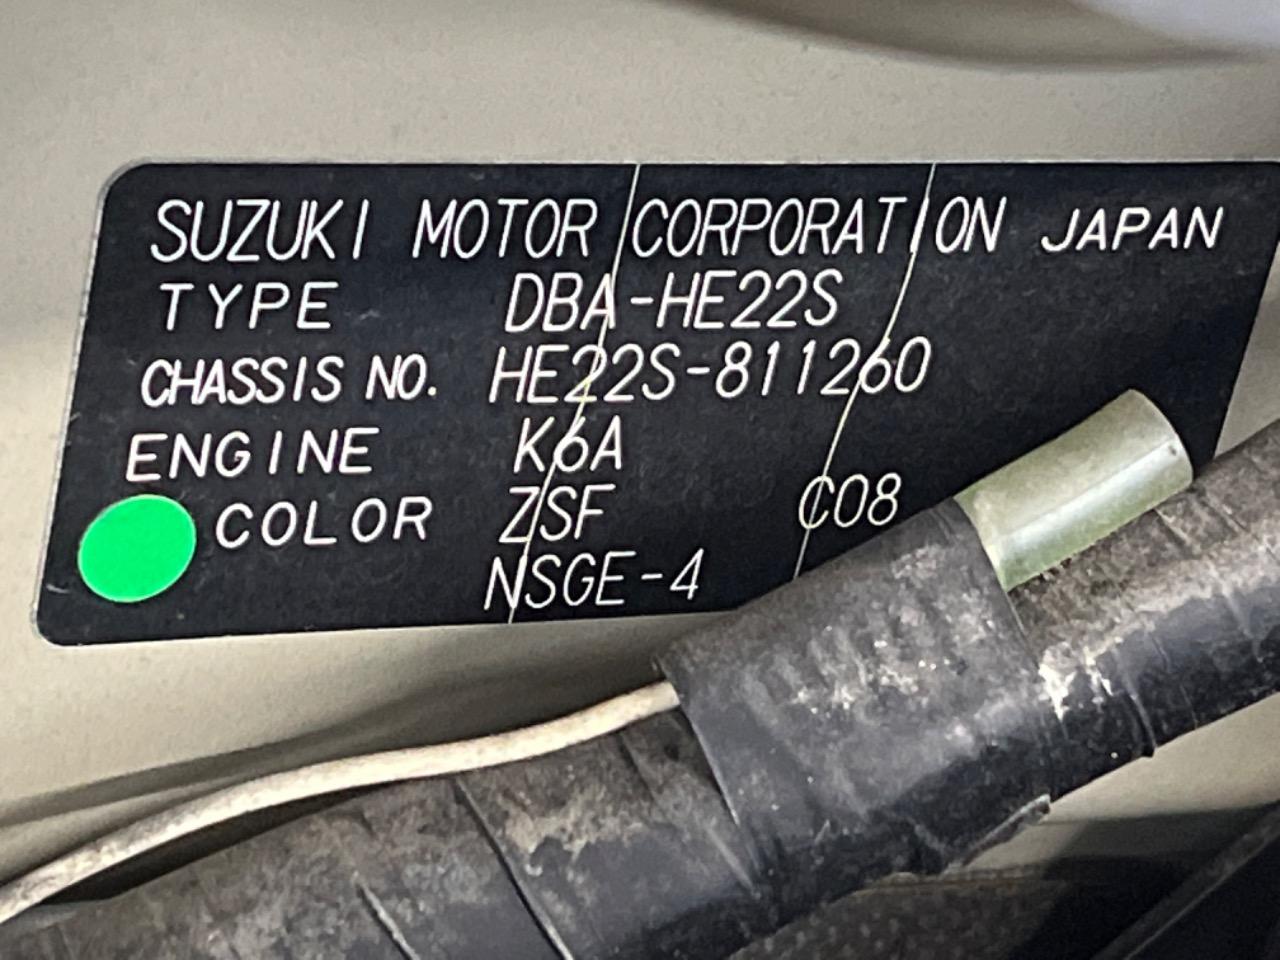 SUZUKI MOTOR CORPORATION JAPAN
TYPE DBA-HE22S
CHASSIS NO. HE22S-811260
ENGINE K6A
COLOR ZSF C08
NSGE-4